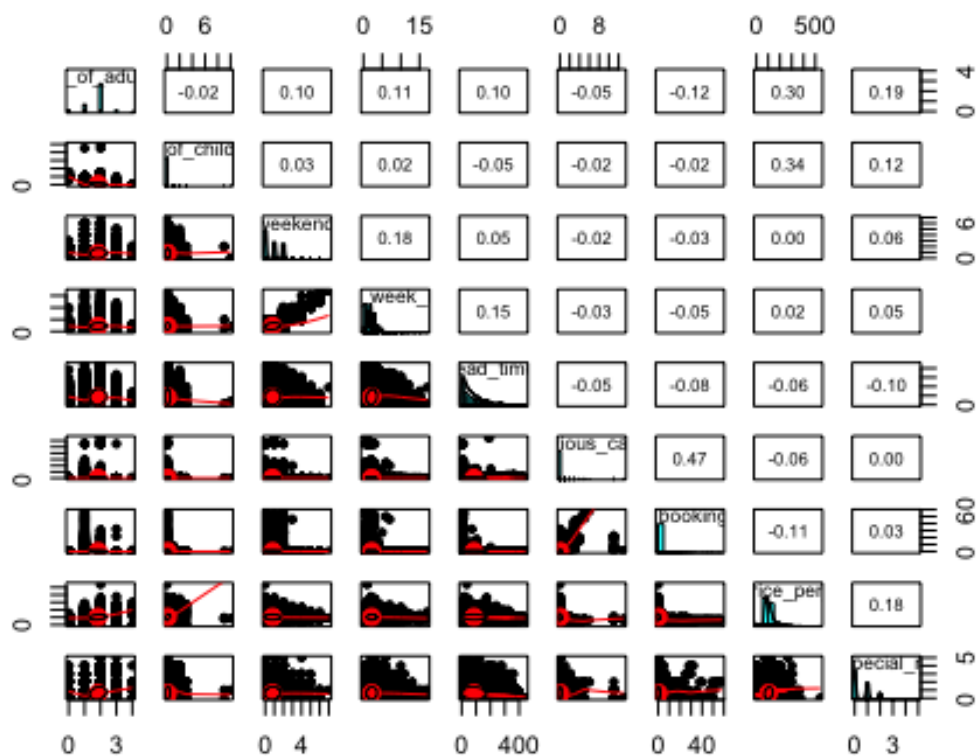 0 6 0 15 0 8 0 500
_of_adu -0.02 0.10 0.11 0.10 -0.05 -0.12 0.30 0.19 0 4
0 of_child 0.03 0.02 -0.05 -0.02 -0.02 0.34 0.12
weekend 0.18 0.05 -0.02 -0.03 0.00 0.06 0 6
0 _week_ 0.15 -0.03 -0.05 0.02 0.05
ead_tim -0.05 -0.08 -0.06 -0.10 0
0 ious_ca 0.47 -0.06 0.00
booking -0.11 0.03 0 60
0 ice_per 0.18
pecial_r 0 5
0 3 0 4 0 400 0 40 0 3